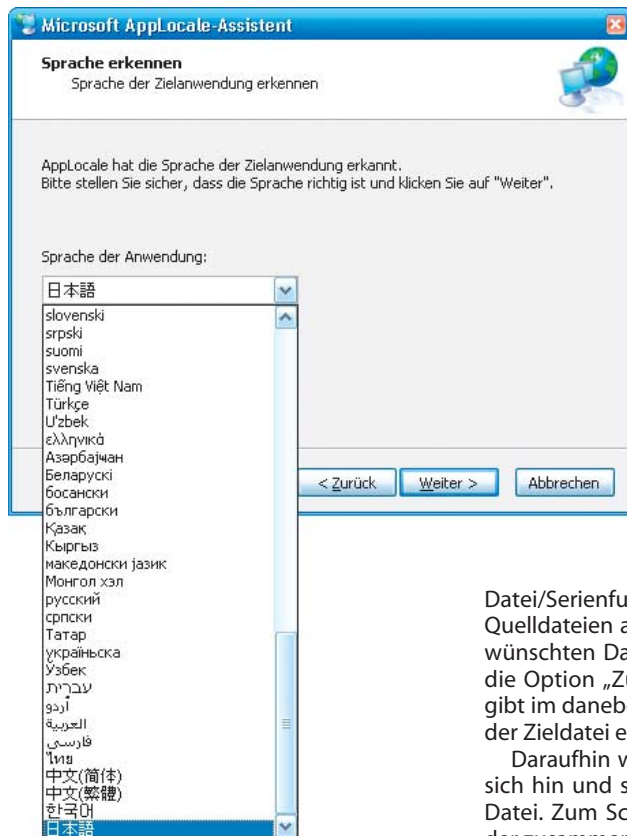 Microsoft AppLocale-Assistent
Sprache erkennen
Sprache der Zielanwendung erkennen
AppLocale hat die Sprache der Zielanwendung erkannt.
Bitte stellen Sie sicher, dass die Sprache richtig ist und klicken Sie auf "Weiter".
Sprache der Anwendung:
日本語
slovenski
srpski
suomi
svenska
Tiếng Việt Nam
Türkçe
U'zbek
ελληνικά
Азәрбајҹан
Беларускі
босански
български
Қазақ
Кыргыз
македонски јазик
Монгол хэл
русский
српски
Татар
україньска
Ўзбек
עברית
اُردو
العربية
فارسى
ไทย
中文(简体)
中文(繁體)
한국어
日本語
< Zurück
Weiter >
Abbrechen
Datei/Serienfu
Quelldateien a
wünschten Da
die Option „Zu
gibt im daneb
der Zieldatei e
Daraufhin w
sich hin und s
Datei. Zum Sc